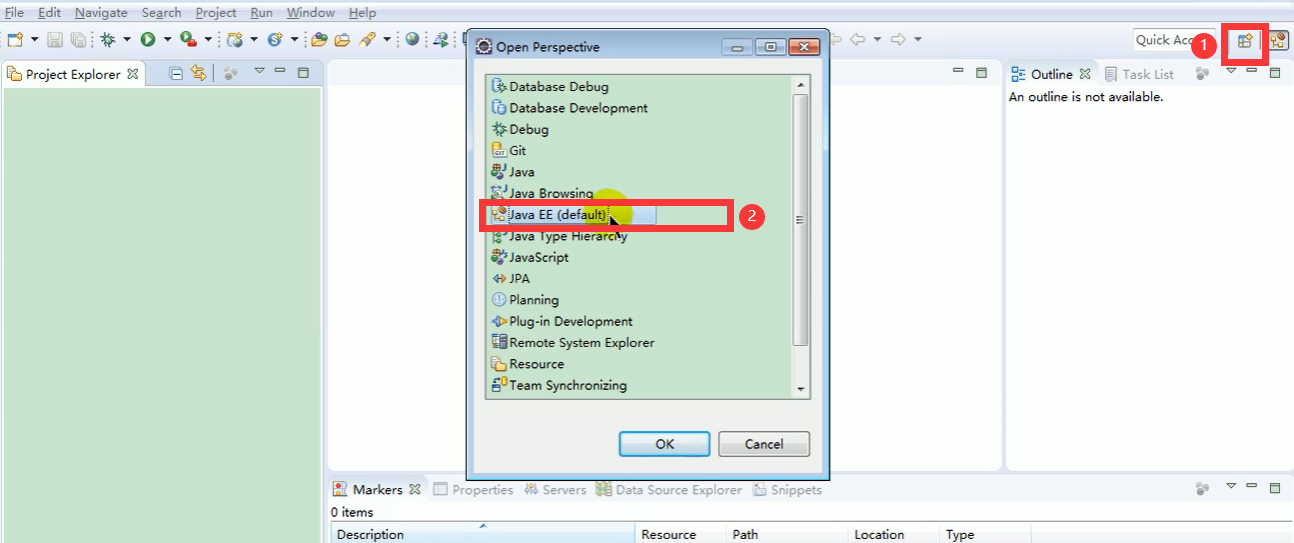 File Edit Navigate Search Project Run Window Help
Quick Acc
1
Project Explorer
Outline Task List
An outline is not available.
Open Perspective
Database Debug
Database Development
Debug
Git
Java
Java Browsing
Java EE (default)
2
Java Type Hierarchy
JavaScript
JPA
Planning
Plug-in Development
Remote System Explorer
Resource
Team Synchronizing
OK Cancel
Markers Properties Servers Data Source Explorer Snippets
0 items
Description Resource Path Location Type